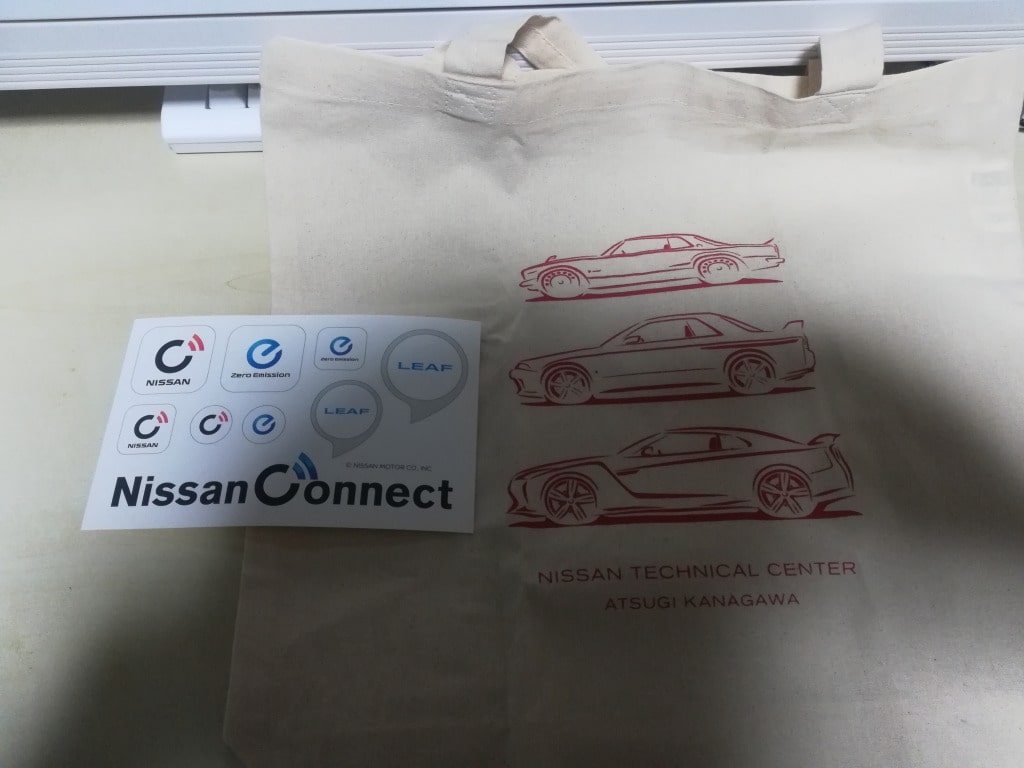 NISSAN
Zero Emission
Zero Emission
LEAF
NISSAN
LEAF
© NISSAN MOTOR CO., INC
NissanConnect
NISSAN TECHNICAL CENTER
ATSUGI KANAGAWA